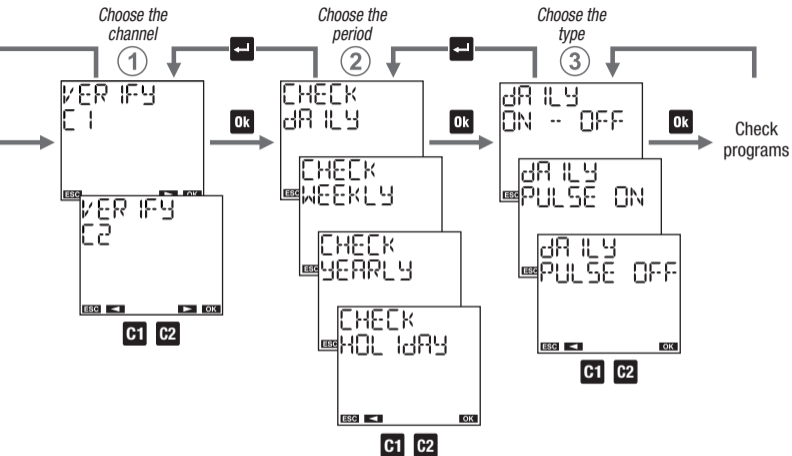 Choose the
channel
1
VERIFY
C1
ESC OK
VERIFY
C2
ESC OK
C1 C2
Ok
Choose the
period
2
CHECK
dAILY
ESC
CHECK
WEEKLY
ESC
CHECK
YEARLY
ESC
CHECK
HOLIdAY
ESC OK
C1 C2
Ok
Choose the
type
3
dAILY
ON -- OFF
ESC
dAILY
PULSE ON
ESC
dAILY
PULSE OFF
ESC OK
C1 C2
Ok
Check
programs